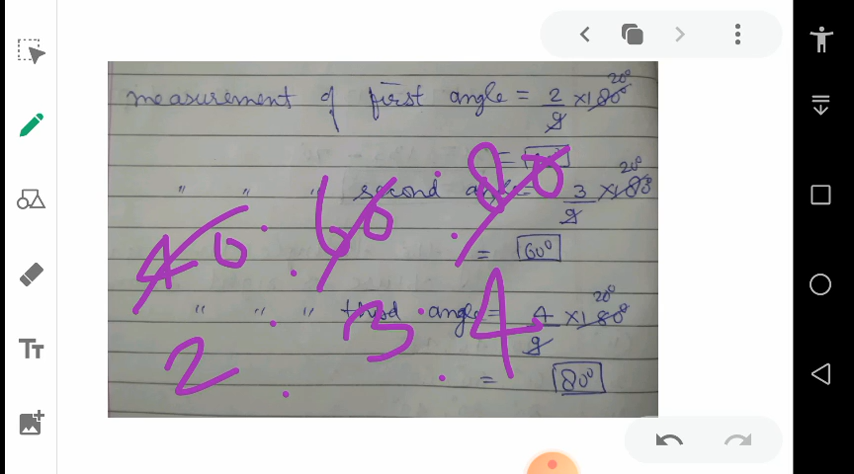 measurement of first angle = 2/9 × 180° 20°
=
" " " second angle = 3/9 × 180 20°
= 60°
" " " third angle = 4/9 × 180° 20°
= 80°
40 : 60 : 80
2 : 3 : 4
Tт